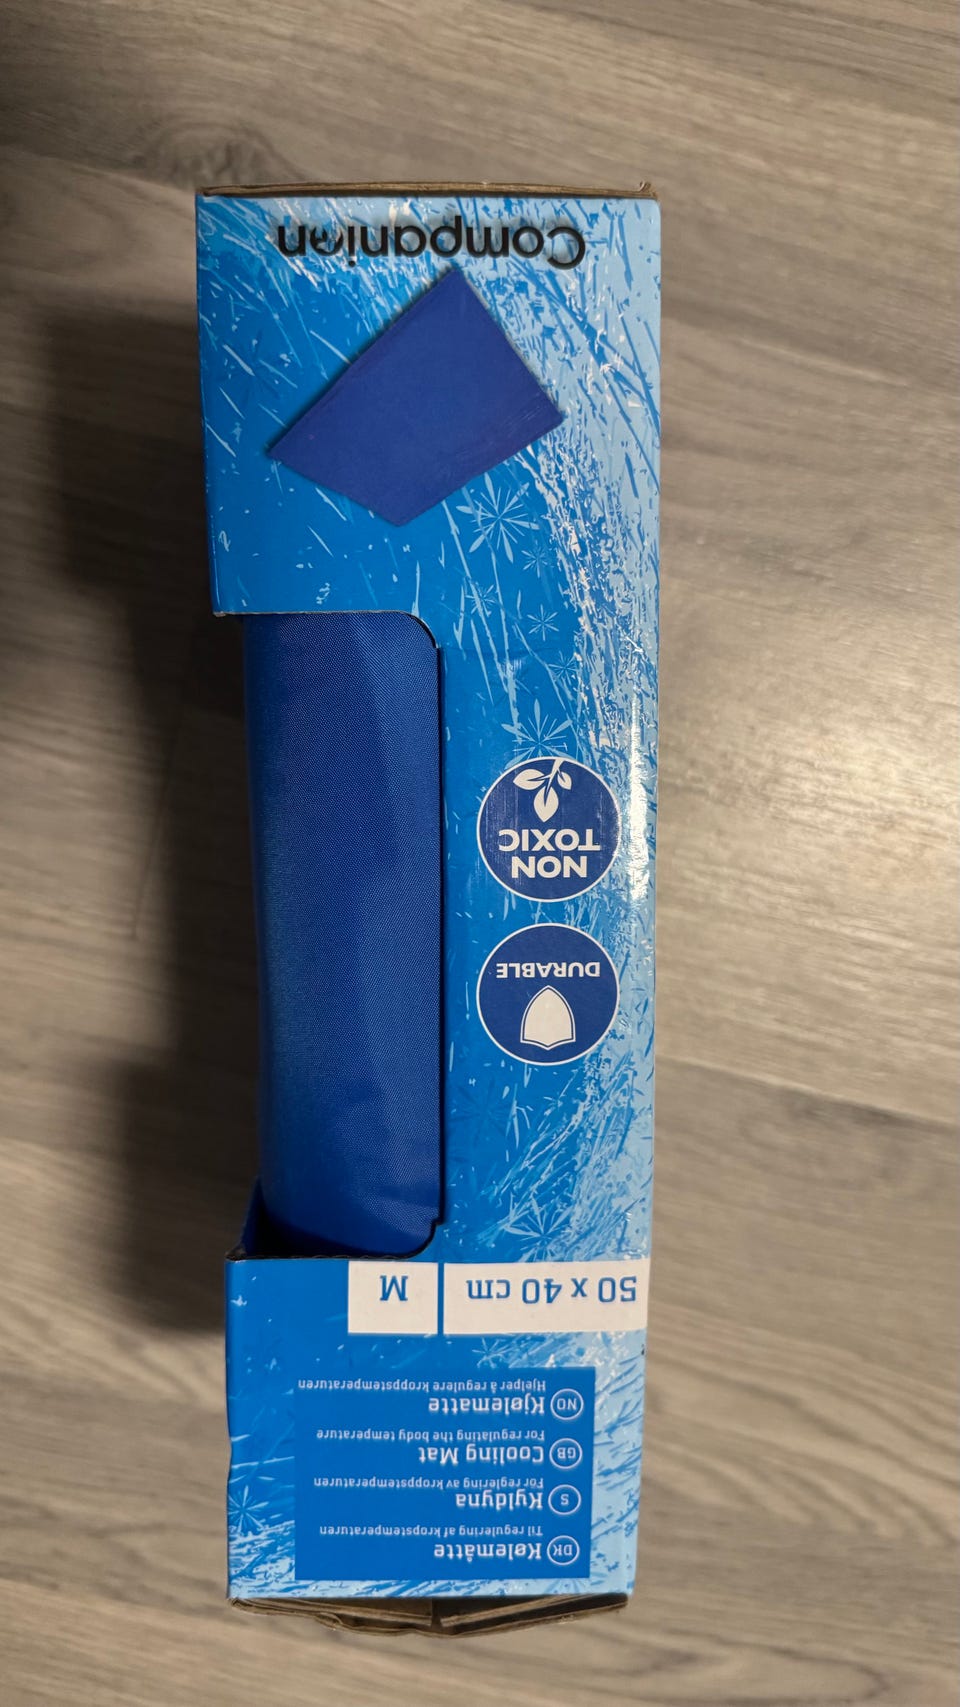 DK Kølemåtte
Til regulering af kropstemperaturen
S Kyldyna
För reglering av kroppstemperaturen
GB Cooling Mat
For regulating the body temperature
NO Kjølematte
Hjelper å regulere kroppstemperaturen
50 x 40 cm
M
DURABLE
NON
TOXIC
Companion